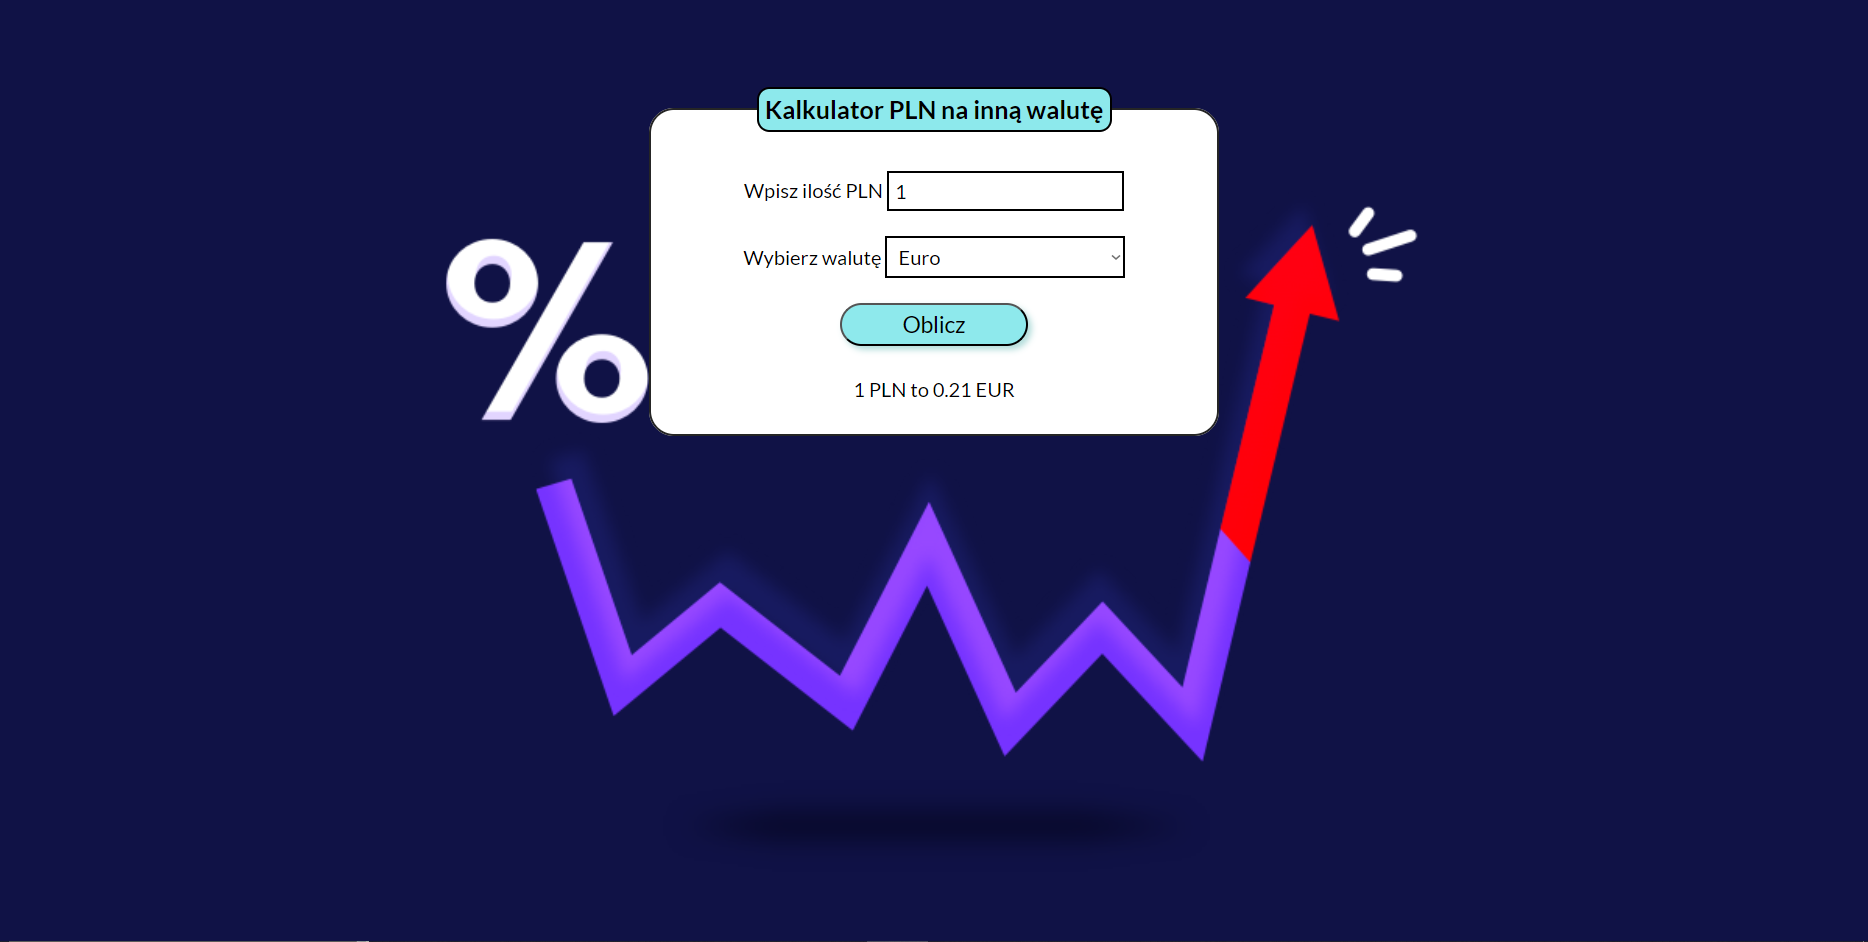 Kalkulator PLN na inną walutę
Wpisz ilość PLN 1
Wybierz walutę Euro
Oblicz
1 PLN to 0.21 EUR
%